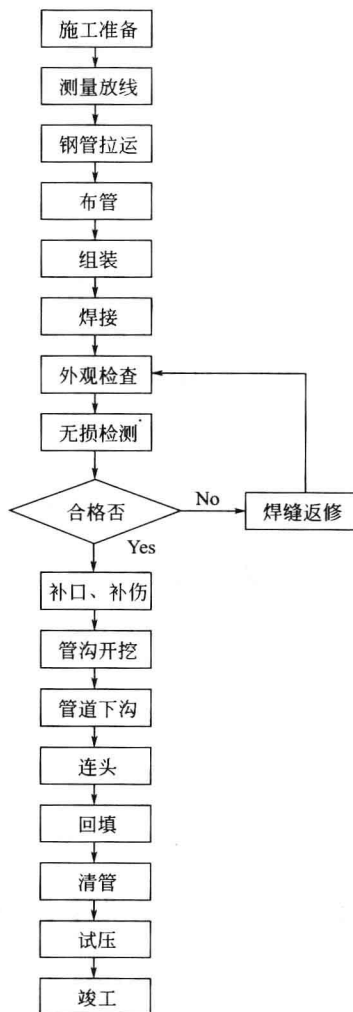 施工准备
测量放线
钢管拉运
布管
组装
焊接
外观检查
无损检测
合格否
No
焊缝返修
Yes
补口、补伤
管沟开挖
管道下沟
连头
回填
清管
试压
竣工